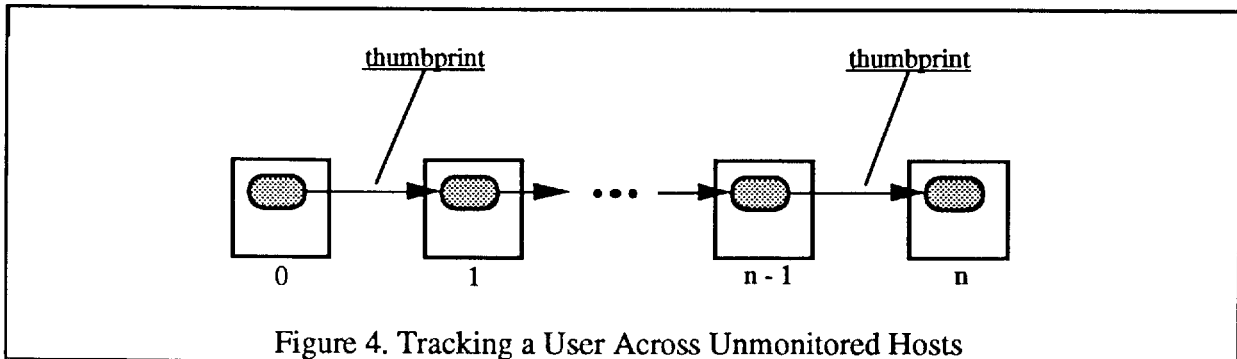 thumbprint thumbprint
0 1 n - 1 n
Figure 4. Tracking a User Across Unmonitored Hosts